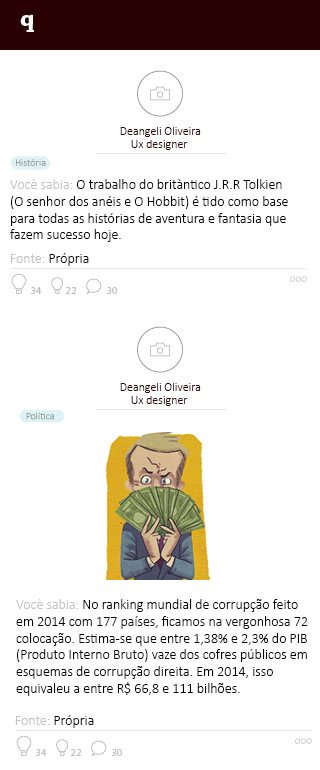 q
Deangeli Oliveira
Ux designer
História
Você sabia: O trabalho do britàntico J.R.R Tolkien
(O senhor dos anéis e O Hobbit) é tido como base
para todas as histórias de aventura e fantasia que
fazem sucesso hoje.
Fonte: Própria
34 22 30
Deangeli Oliveira
Ux designer
Política
Você sabia: No ranking mundial de corrupção feito
em 2014 com 177 países, ficamos na vergonhosa 72
colocação. Estima-se que entre 1,38% e 2,3% do PIB
(Produto Interno Bruto) vaze dos cofres públicos em
esquemas de corrupção direita. Em 2014, isso
equivaleu a entre R$ 66,8 e 111 bilhões.
Fonte: Própria
34 22 30